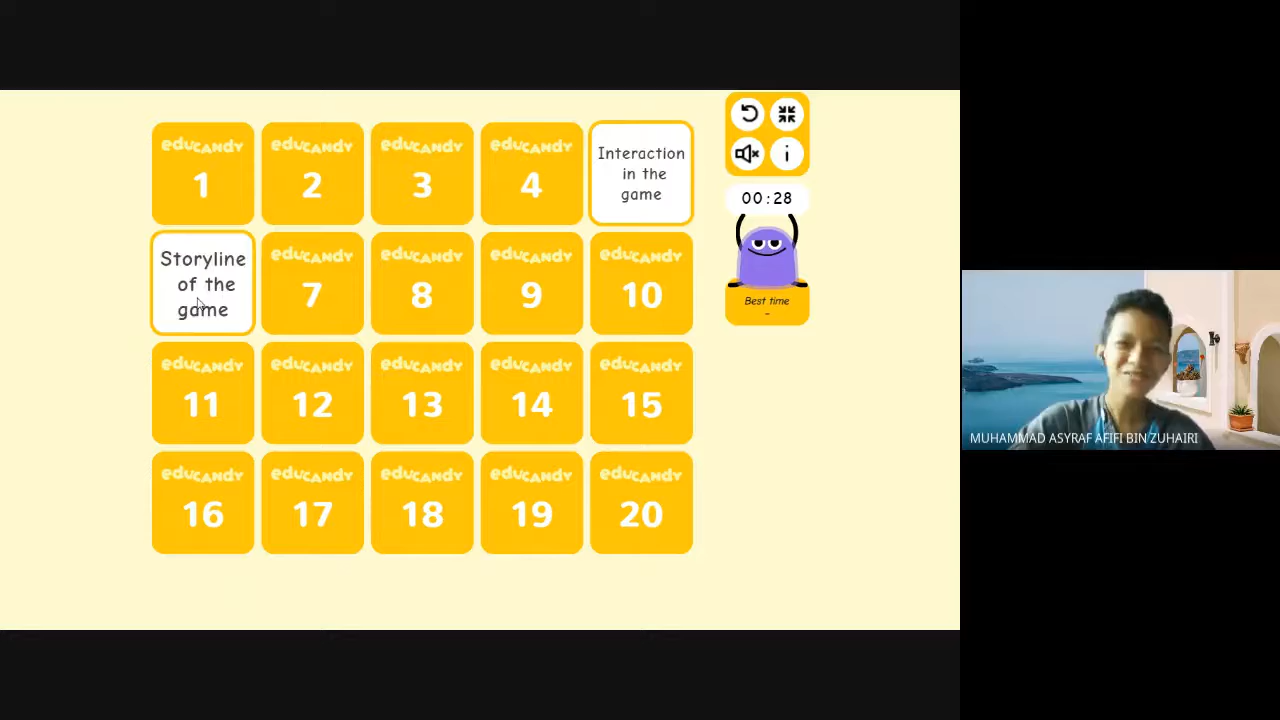 educandy
1
educandy
2
educandy
3
educandy
4
Interaction
in the
game
Storyline
of the
game
educandy
7
educandy
8
educandy
9
educandy
10
educandy
11
educandy
12
educandy
13
educandy
14
educandy
15
educandy
16
educandy
17
educandy
18
educandy
19
educandy
20
i
00:28
Best time
-
MUHAMMAD ASYRAF AFIFI BIN ZUHAIRI